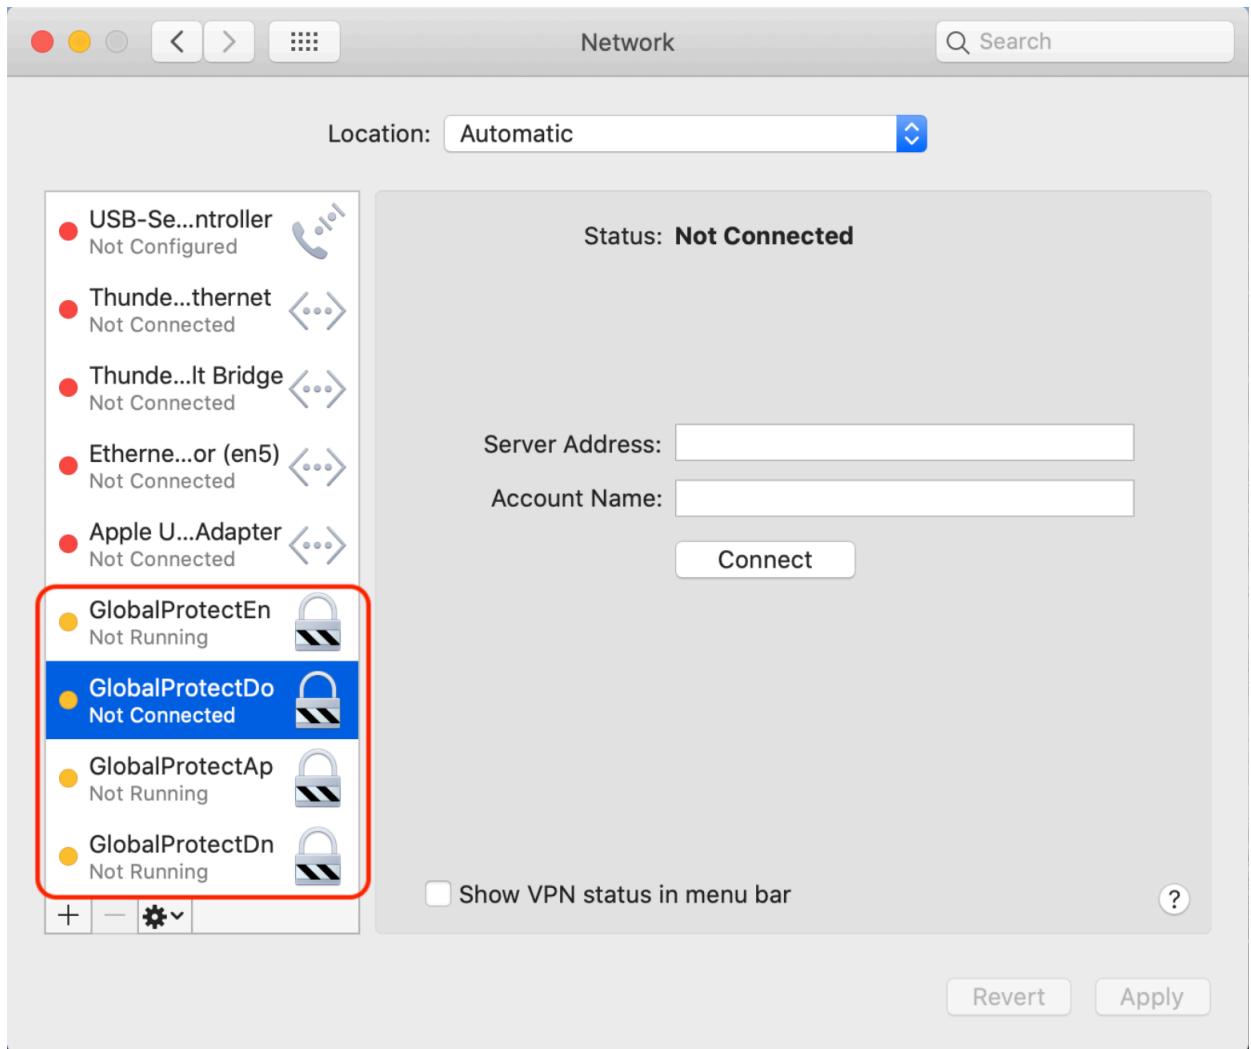 Network
Search
Location: Automatic
USB-Se...ntroller
Not Configured
Thunde...thernet
Not Connected
Thunde...lt Bridge
Not Connected
Etherne...or (en5)
Not Connected
Apple U...Adapter
Not Connected
GlobalProtectEn
Not Running
GlobalProtectDo
Not Connected
GlobalProtectAp
Not Running
GlobalProtectDn
Not Running
Status: Not Connected
Server Address:
Account Name:
Connect
Show VPN status in menu bar
?
Revert
Apply